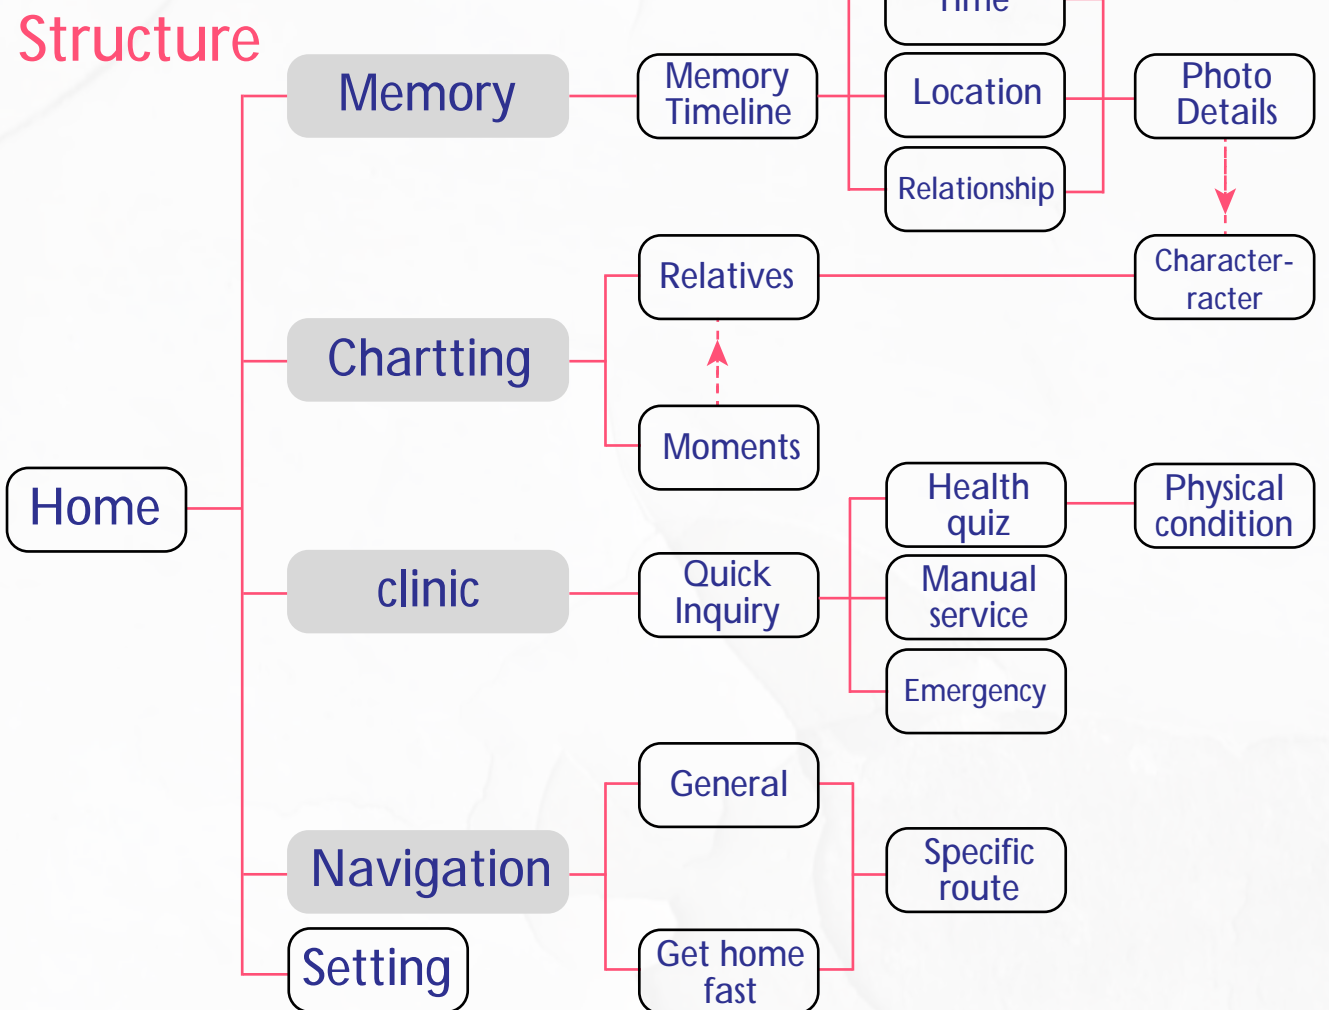 Structure
Time
Memory
Memory
Timeline
Location
Photo
Details
Relationship
Relatives
Character-
racter
Chartting
Moments
Home
Health
quiz
Physical
condition
clinic
Quick
Inquiry
Manual
service
Emergency
General
Navigation
Specific
route
Setting
Get home
fast